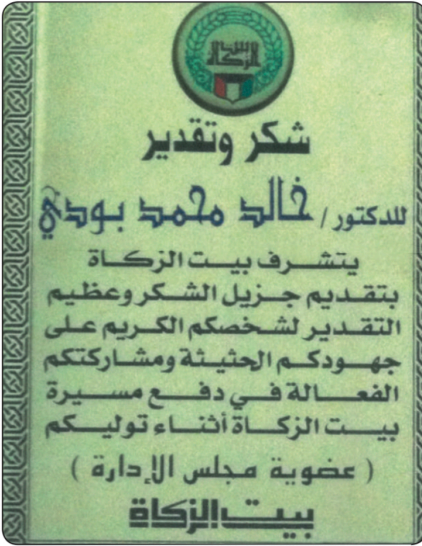 بيت الزكاة
شكر وتقدير
للدكتور / خالد محمد بودي
يتشرف بيت الزكاة
بتقديم جزيل الشكر وعظيم
التقدير لشخصكم الكريم على
جهودكم الحثيثة ومشاركتكم
الفعالة في دفع مسيرة
بيت الزكاة أثناء توليكم
( عضوية مجلس الإدارة )
بيت الزكاة